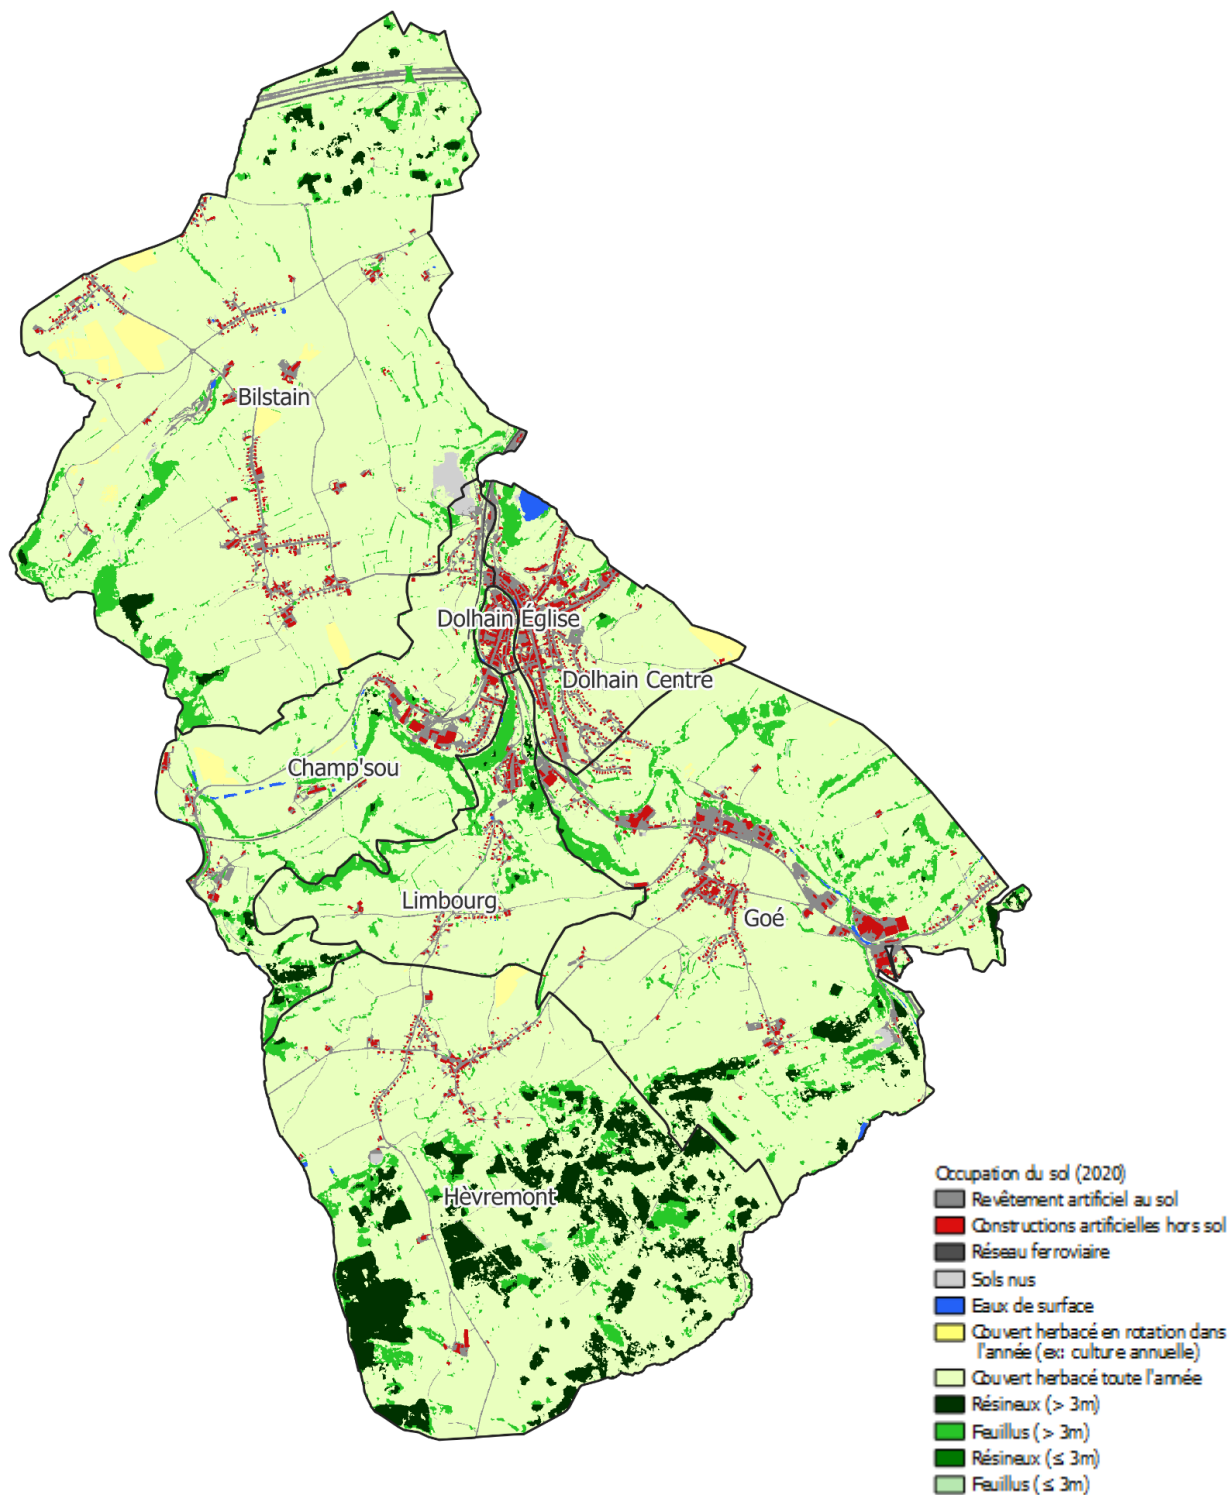 Bilstain
Dolhain Église
Dolhain Centre
Champ'sou
Limbourg
Goé
Hèvremont
Occupation du sol (2020)
Revêtement artificiel au sol
Constructions artificielles hors sol
Réseau ferroviaire
Sols nus
Eaux de surface
Couvert herbacé en rotation dans
l'année (ex: culture annuelle)
Couvert herbacé toute l'année
Résineux (> 3m)
Feuillus (> 3m)
Résineux (≤ 3m)
Feuillus (≤ 3m)